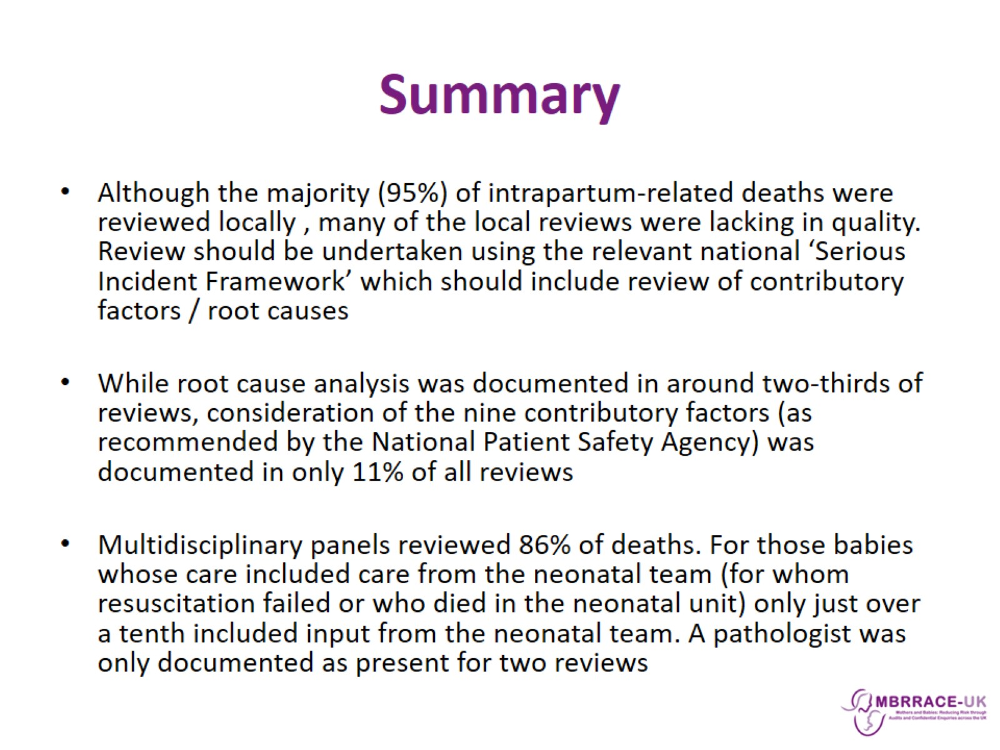 Summary
• Although the majority (95%) of intrapartum-related deaths were
reviewed locally , many of the local reviews were lacking in quality.
Review should be undertaken using the relevant national ‘Serious
Incident Framework’ which should include review of contributory
factors / root causes
• While root cause analysis was documented in around two-thirds of
reviews, consideration of the nine contributory factors (as
recommended by the National Patient Safety Agency) was
documented in only 11% of all reviews
• Multidisciplinary panels reviewed 86% of deaths. For those babies
whose care included care from the neonatal team (for whom
resuscitation failed or who died in the neonatal unit) only just over
a tenth included input from the neonatal team. A pathologist was
only documented as present for two reviews
MBRRACE-UK
Mothers and Babies: Reducing Risk through
Audits and Confidential Enquiries across the UK